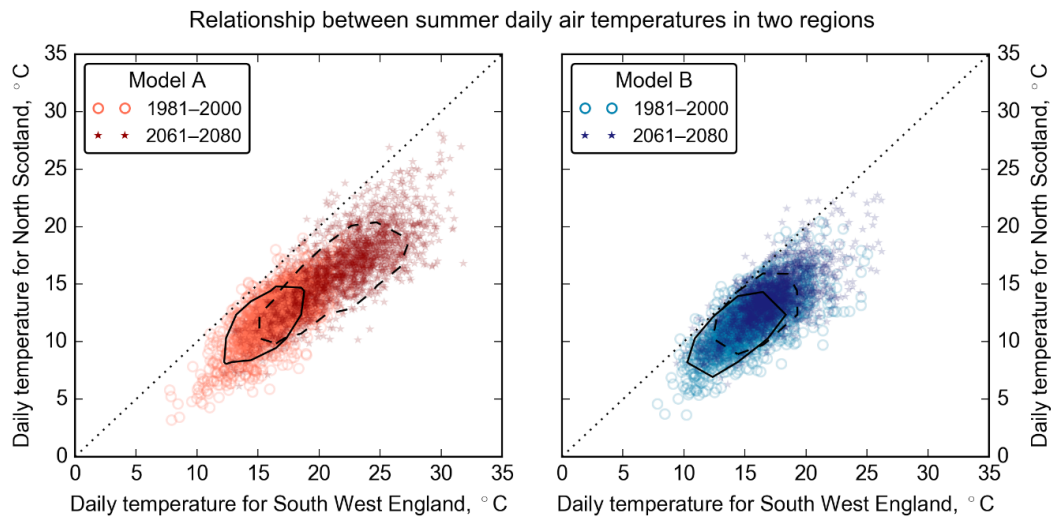 Relationship between summer daily air temperatures in two regions
Daily temperature for North Scotland, °C
35
30
25
20
15
10
5
0
Model A
1981–2000
2061–2080
0 5 10 15 20 25 30 35
Daily temperature for South West England, °C
Model B
1981–2000
2061–2080
0 5 10 15 20 25 30 35
Daily temperature for South West England, °C
35
30
25
20
15
10
5
0
Daily temperature for North Scotland, °C